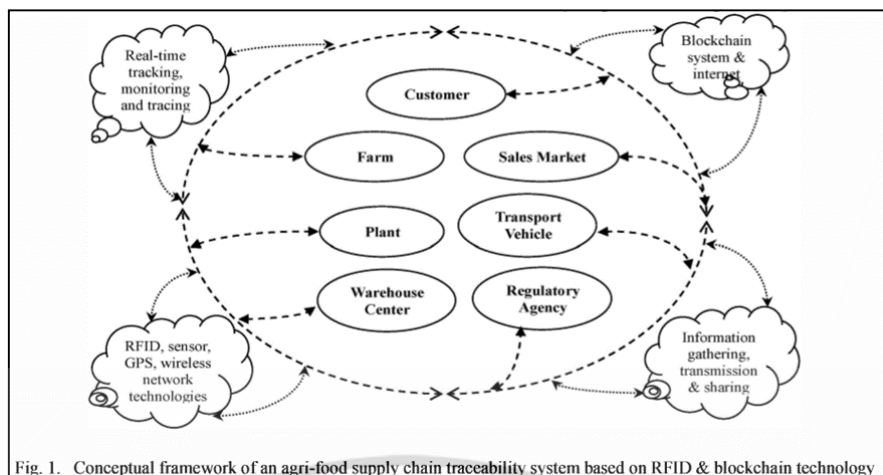 Real-time
tracking,
monitoring
and tracing
Blockchain
system &
internet
Customer
Farm
Sales Market
Plant
Transport
Vehicle
Warehouse
Center
Regulatory
Agency
RFID, sensor,
GPS, wireless
network
technologies
Information
gathering,
transmission
& sharing
Fig. 1. Conceptual framework of an agri-food supply chain traceability system based on RFID & blockchain technology